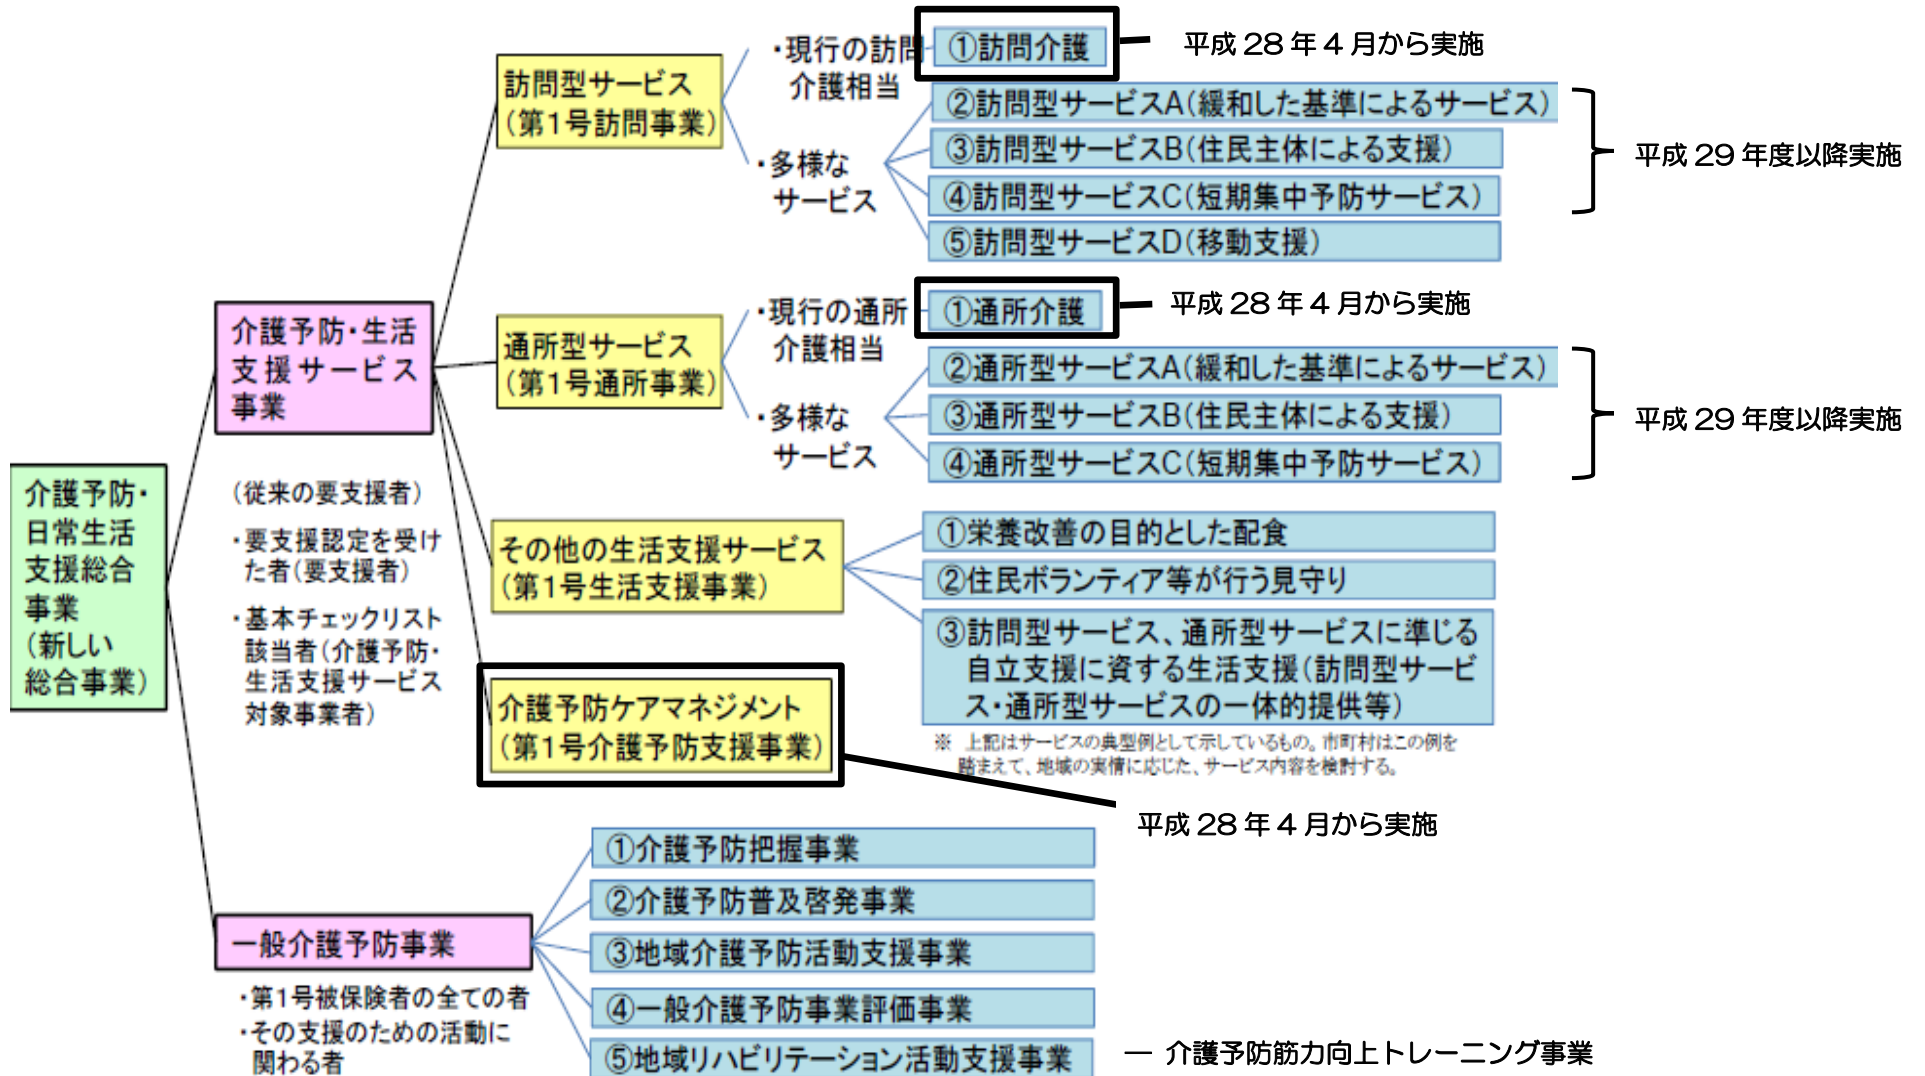 介護予防・
日常生活
支援総合
事業
(新しい
総合事業)
介護予防・生活
支援サービス
事業
(従来の要支援者)
・要支援認定を受け
た者(要支援者)
・基本チェックリスト
該当者(介護予防・
生活支援サービス
対象事業者)
訪問型サービス
(第1号訪問事業)
・現行の訪問
介護相当
①訪問介護
平成 28 年 4 月から実施
・多様な
サービス
②訪問型サービスA(緩和した基準によるサービス)
③訪問型サービスB(住民主体による支援)
④訪問型サービスC(短期集中予防サービス)
⑤訪問型サービスD(移動支援)
平成 29 年度以降実施
通所型サービス
(第1号通所事業)
・現行の通所
介護相当
①通所介護
平成 28 年 4 月から実施
・多様な
サービス
②通所型サービスA(緩和した基準によるサービス)
③通所型サービスB(住民主体による支援)
④通所型サービスC(短期集中予防サービス)
平成 29 年度以降実施
その他の生活支援サービス
(第1号生活支援事業)
①栄養改善の目的とした配食
②住民ボランティア等が行う見守り
③訪問型サービス、通所型サービスに準じる
自立支援に資する生活支援(訪問型サービ
ス・通所型サービスの一体的提供等)
※ 上記はサービスの典型例として示しているもの。市町村はこの例を
踏まえて、地域の実情に応じた、サービス内容を検討する。
介護予防ケアマネジメント
(第1号介護予防支援事業)
平成 28 年 4 月から実施
一般介護予防事業
・第1号被保険者の全ての者
・その支援のための活動に
関わる者
①介護予防把握事業
②介護予防普及啓発事業
③地域介護予防活動支援事業
④一般介護予防事業評価事業
⑤地域リハビリテーション活動支援事業
― 介護予防筋力向上トレーニング事業